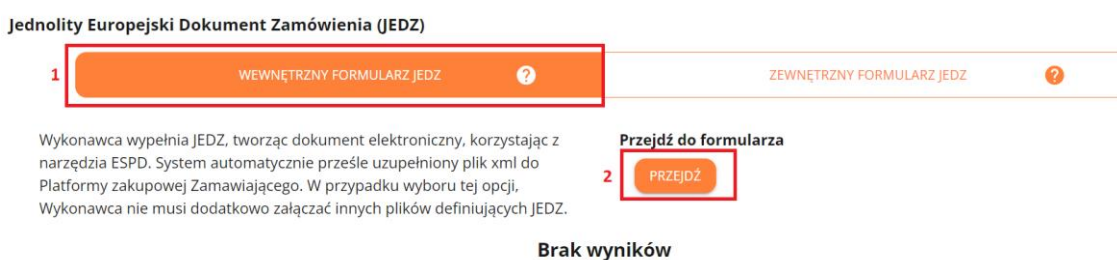 Jednolity Europejski Dokument Zamówienia (JEDZ)
1 WEWNĘTRZNY FORMULARZ JEDZ ? ZEWNĘTRZNY FORMULARZ JEDZ ?
Wykonawca wypełnia JEDZ, tworząc dokument elektroniczny, korzystając z
narzędzia ESPD. System automatycznie prześle uzupełniony plik xml do
Platformy zakupowej Zamawiającego. W przypadku wyboru tej opcji,
Wykonawca nie musi dodatkowo załączać innych plików definiujących JEDZ.
Przejdź do formularza
2 PRZEJDŹ
Brak wyników